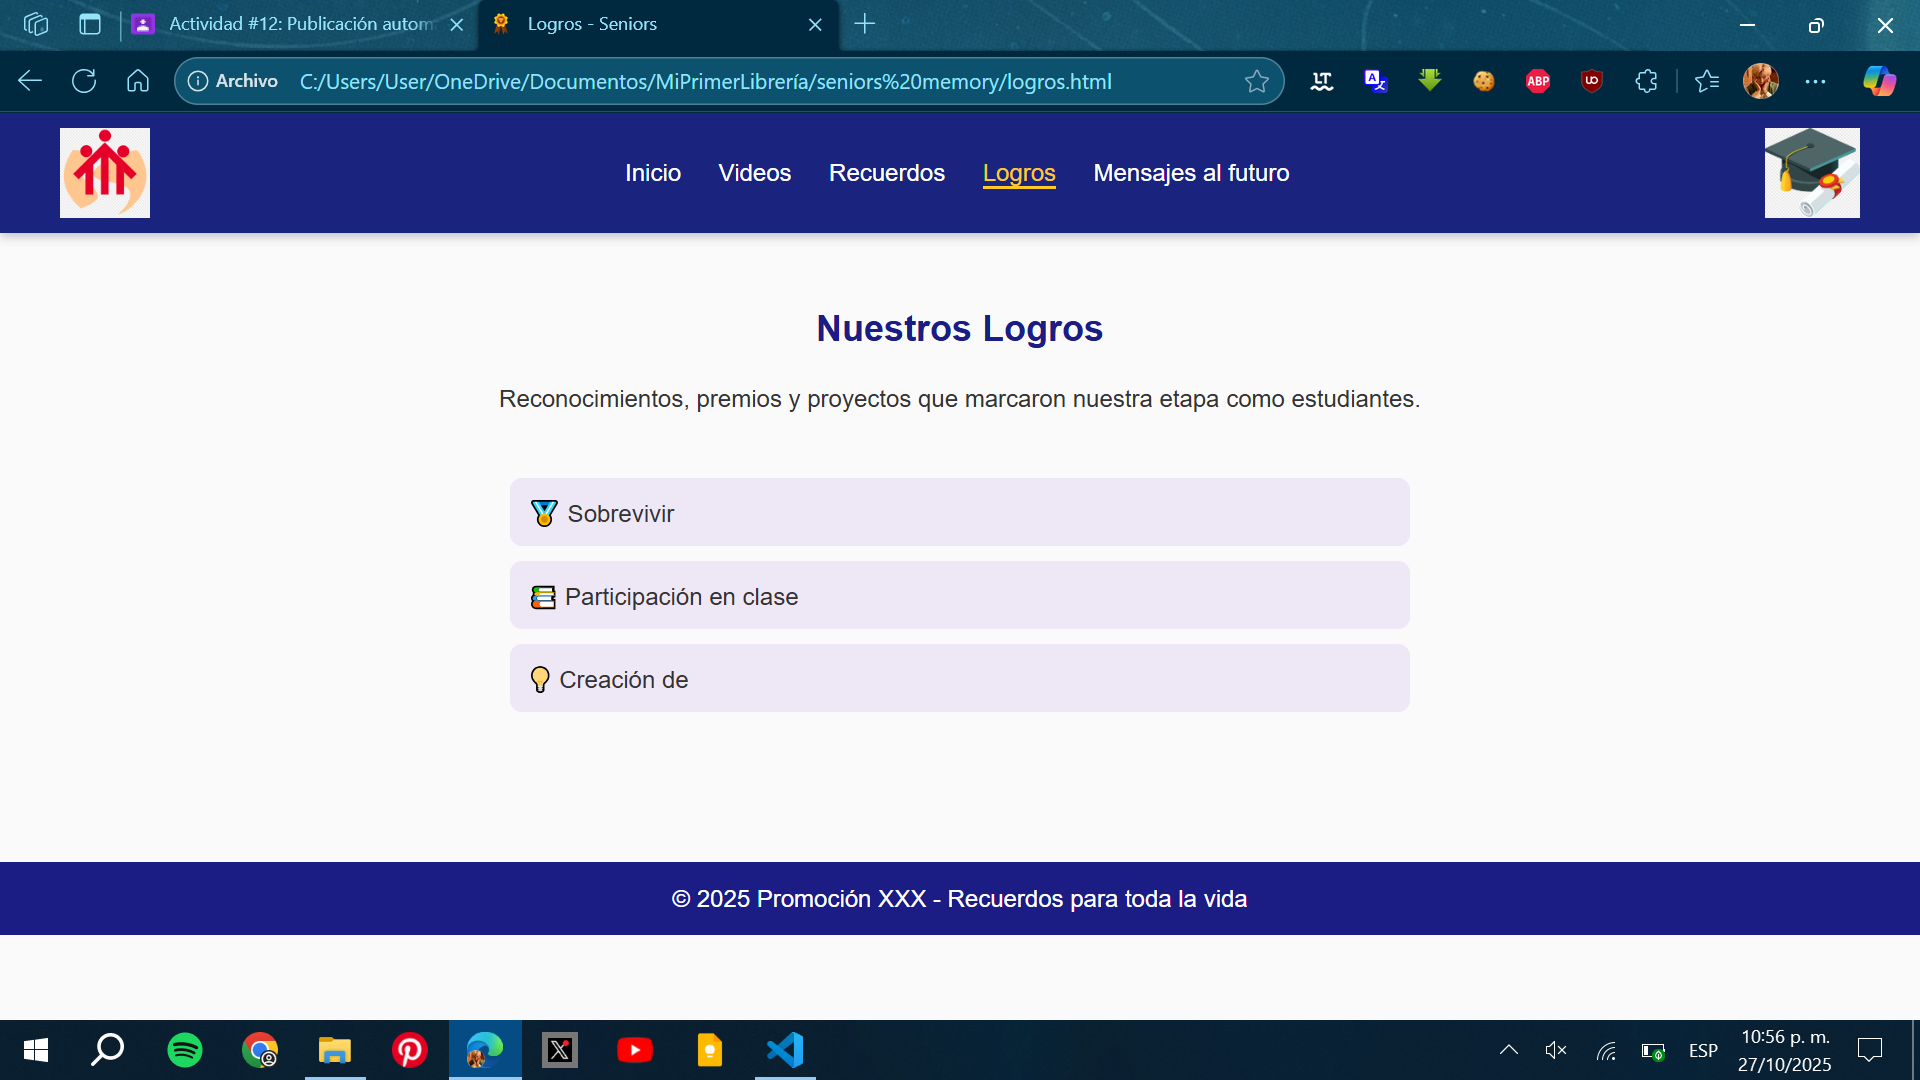 Actividad #12: Publicación autom
Logros - Seniors
Archivo
C:/Users/User/OneDrive/Documentos/MiPrimerLibrería/seniors%20memory/logros.html
LT
A
ABP
UO
Inicio
Videos
Recuerdos
Logros
Mensajes al futuro
Nuestros Logros
Reconocimientos, premios y proyectos que marcaron nuestra etapa como estudiantes.
Sobrevivir
Participación en clase
Creación de
© 2025 Promoción XXX - Recuerdos para toda la vida
ESP
10:56 p. m.
27/10/2025